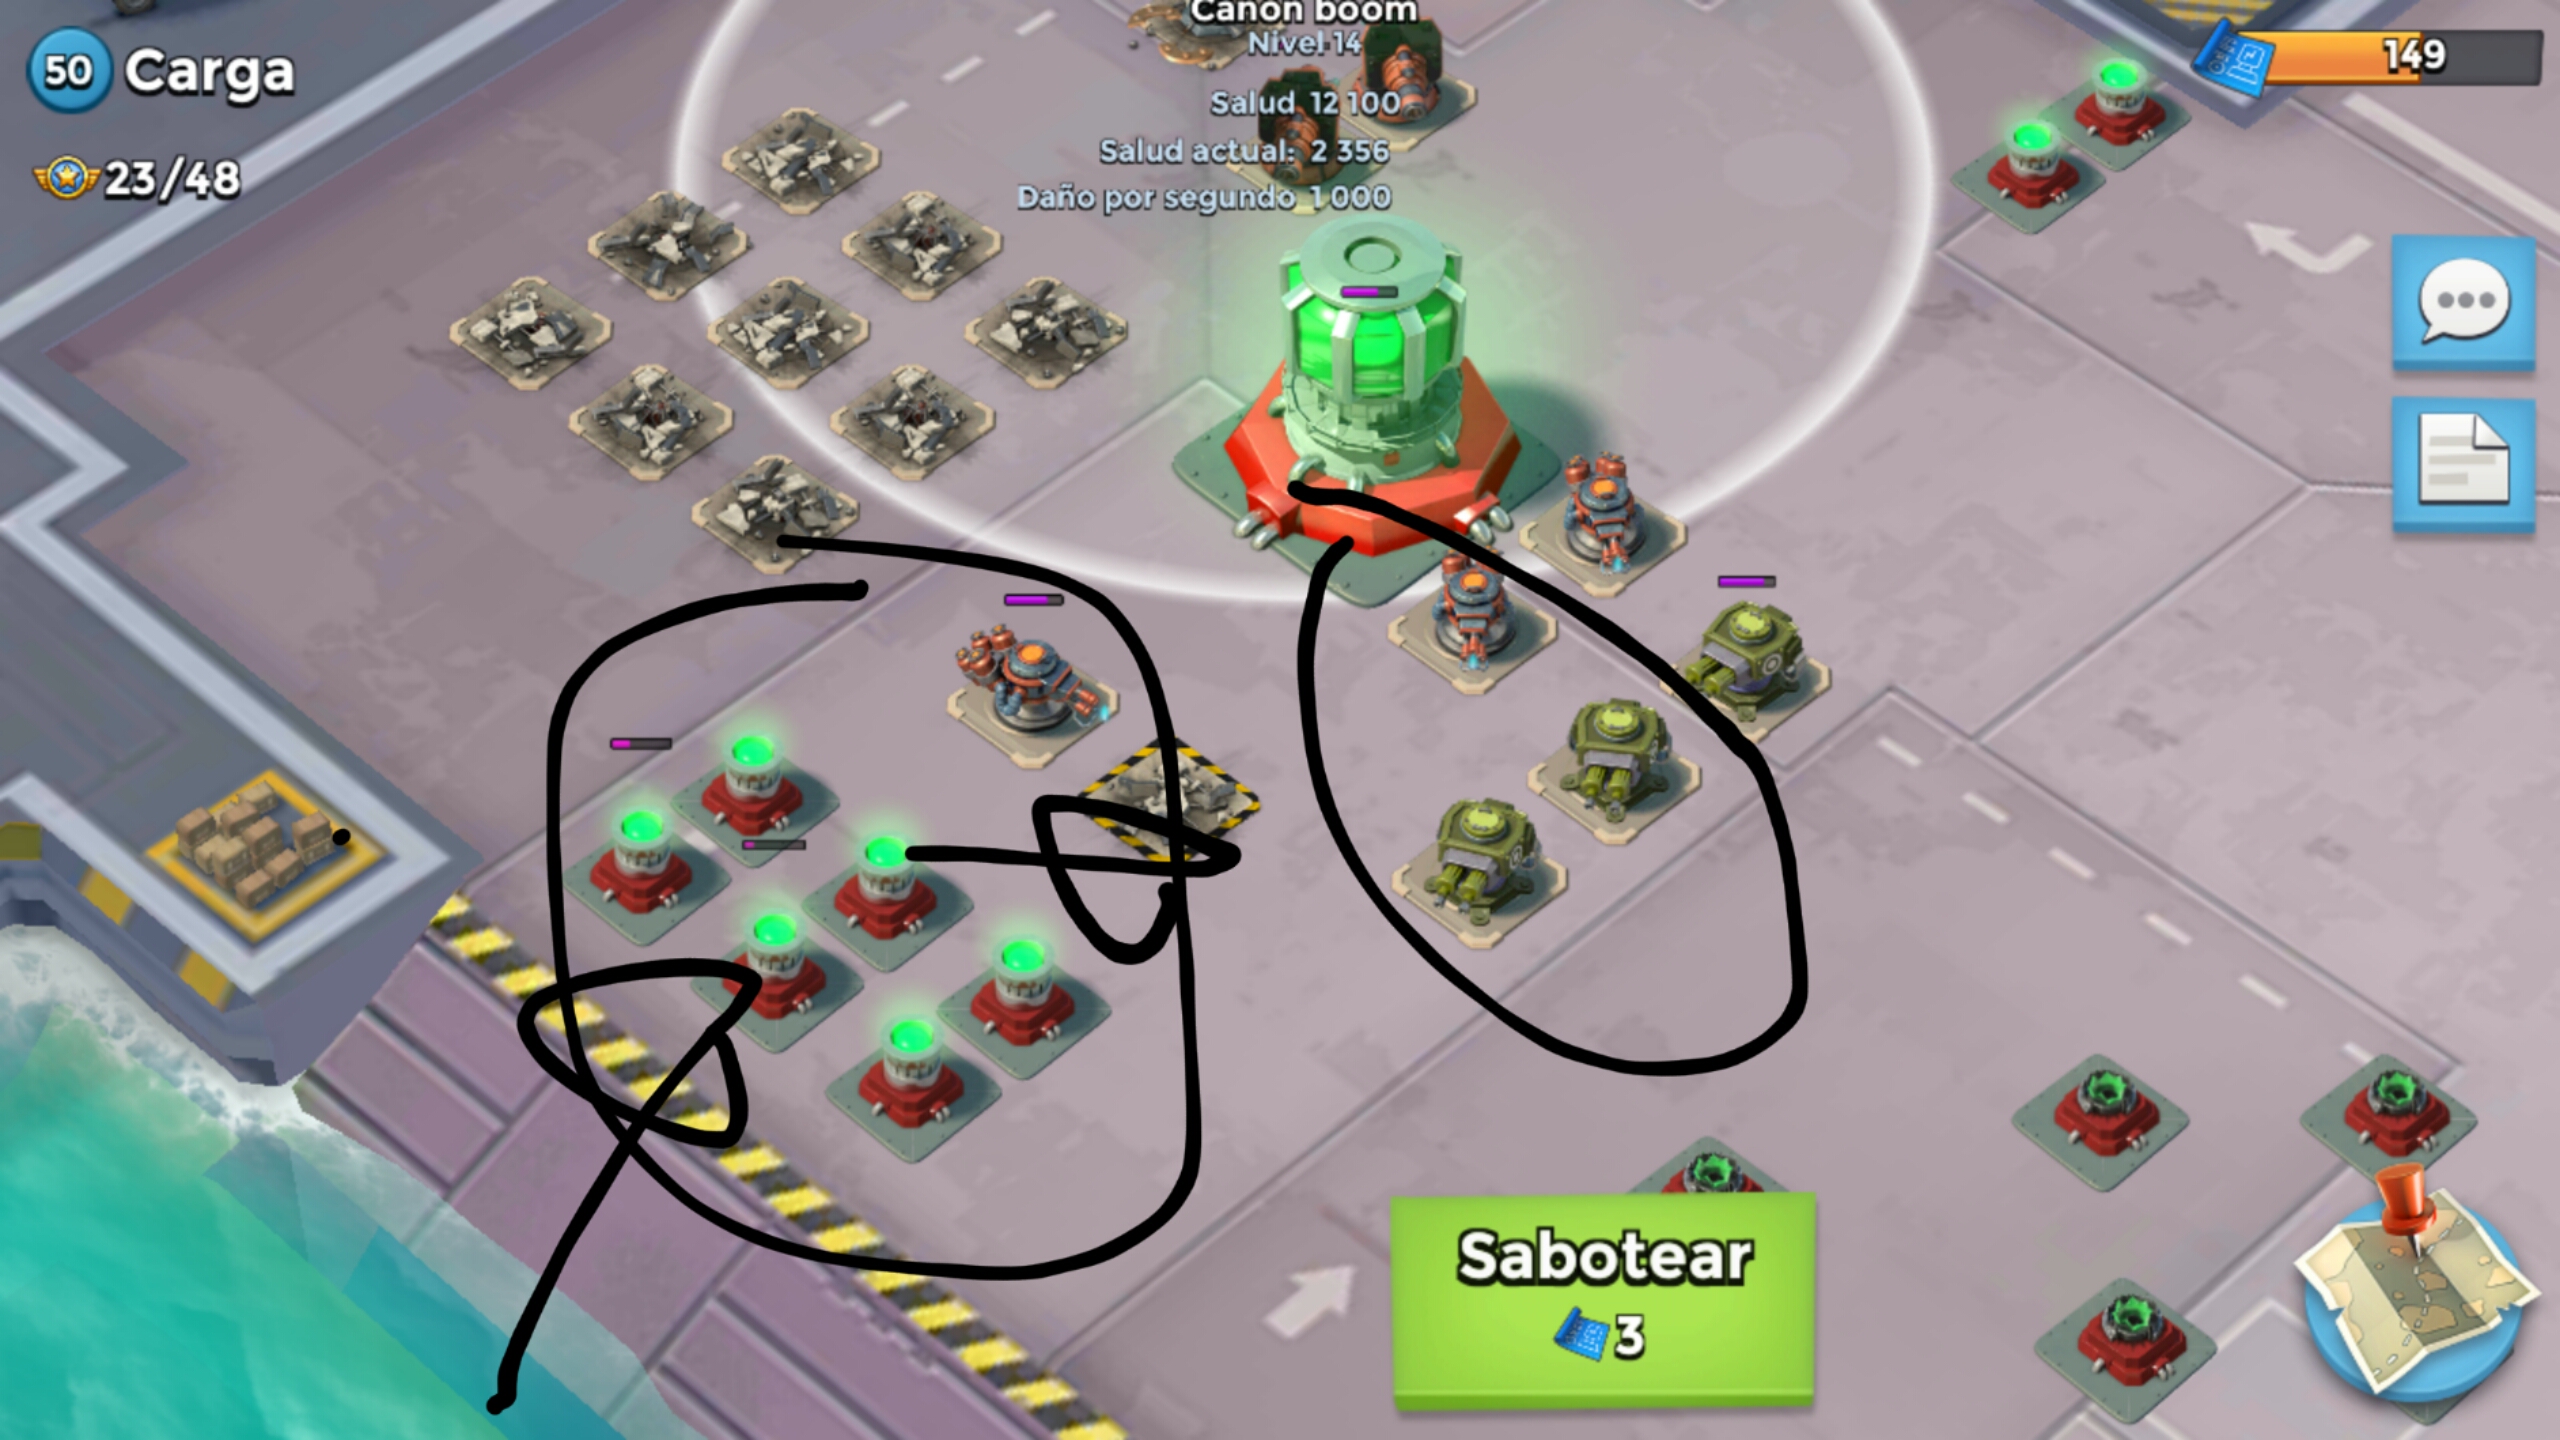 Cañón boom
Nivel 14
50 Carga
149
Salud 12 100
Salud actual: 2 356
23/48
Daño por segundo 1 000
Sabotear
3